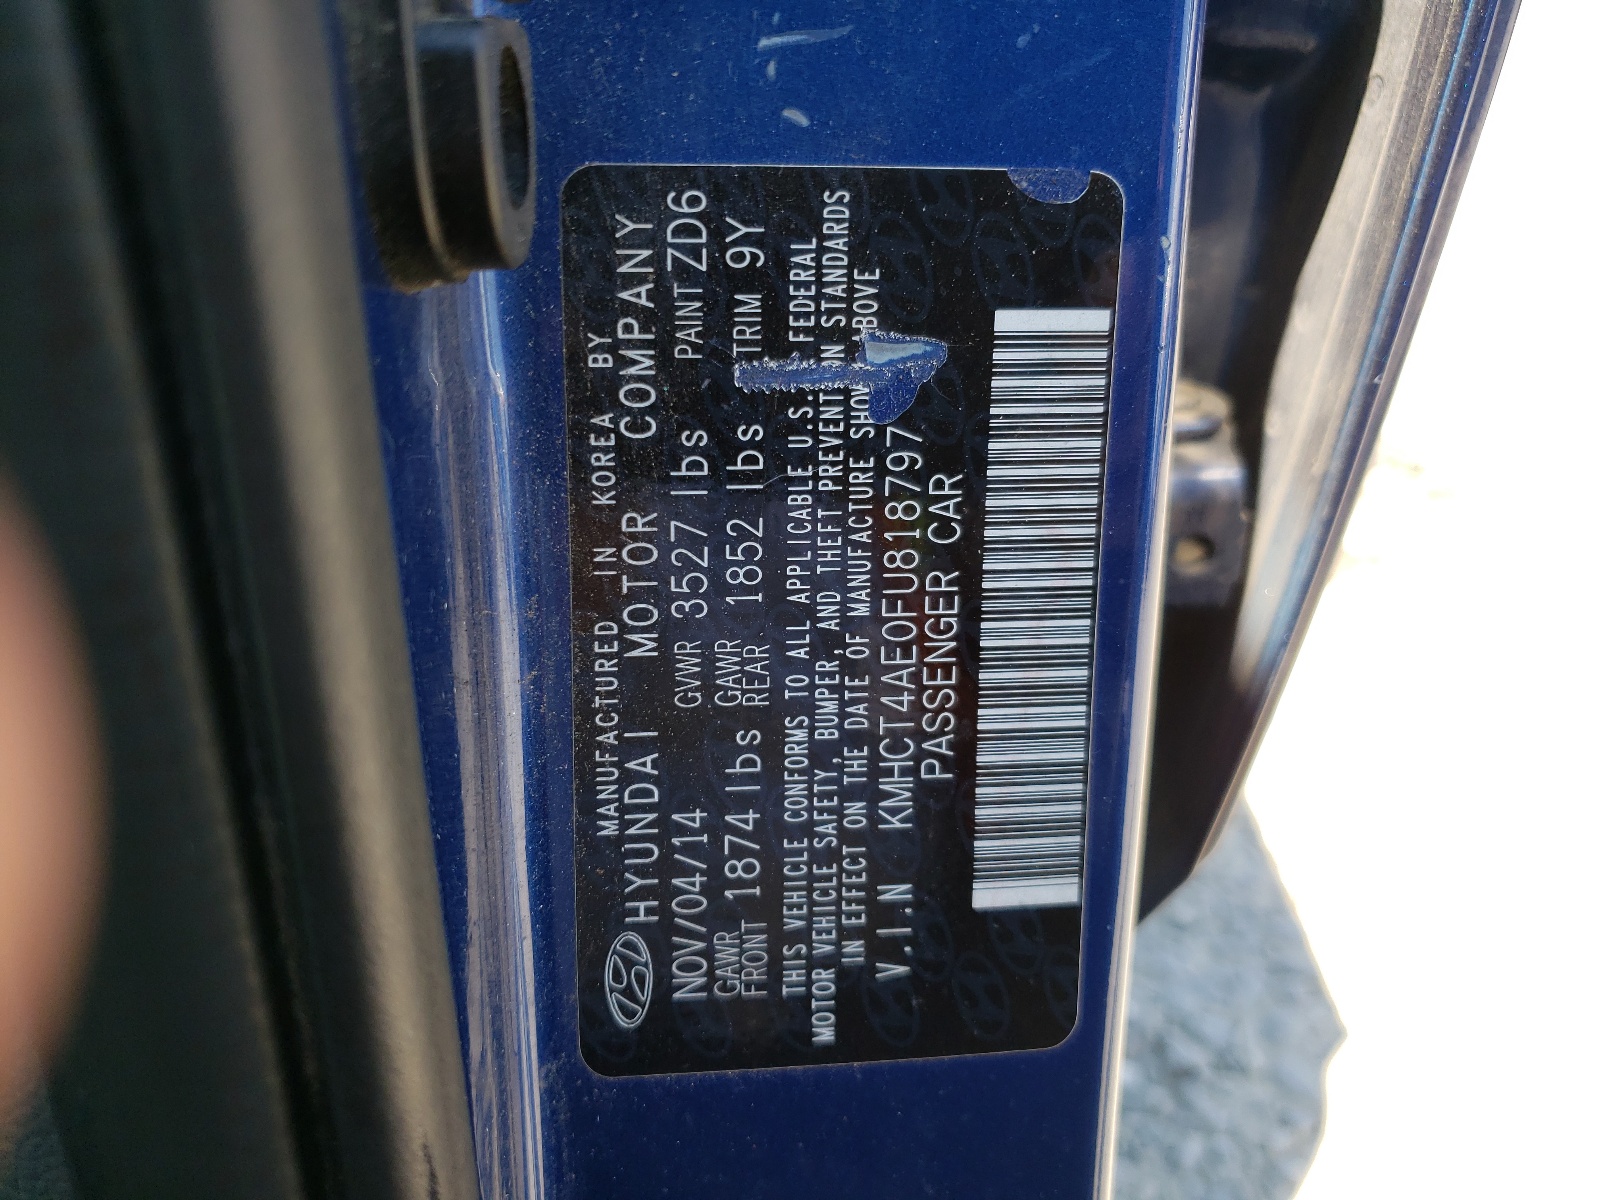 MANUFACTURED IN KOREA BY
HYUNDAI MOTOR COMPANY
NOV/04/14 GVWR 3527 lbs PAINT ZD6
GAWR FRONT 1874 lbs GAWR REAR 1852 lbs TRIM 9Y
THIS VEHICLE CONFORMS TO ALL APPLICABLE U.S. FEDERAL
MOTOR VEHICLE SAFETY, BUMPER, AND THEFT PREVENTION STANDARDS
IN EFFECT ON THE DATE OF MANUFACTURE SHOW ABOVE
V.I.N KMHCT4AE0FU818797
PASSENGER CAR